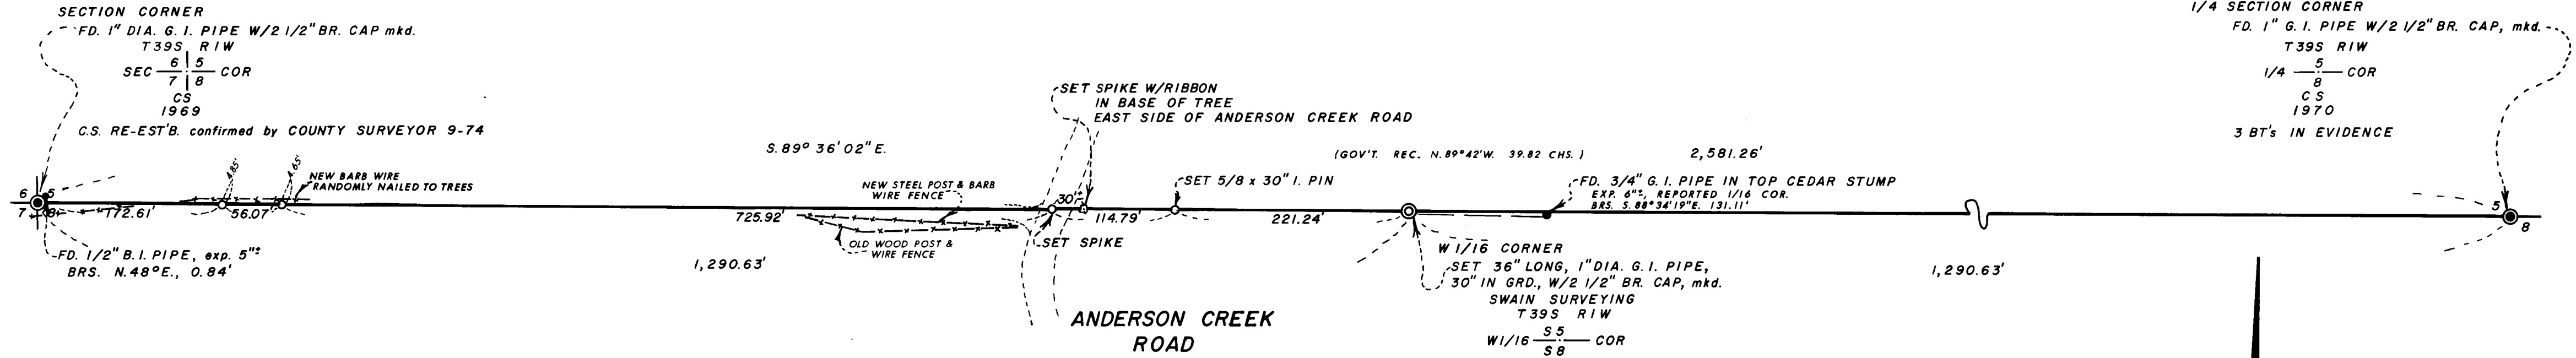 SECTION CORNER
FD. 1" DIA. G. I. PIPE W/2 1/2" BR. CAP mkd.
T39S R1W
6 5
SEC COR
7 8
CS
1969
C.S. RE-EST'B. confirmed by COUNTY SURVEYOR 9-74
4.85'
4.65'
NEW BARB WIRE
RANDOMLY NAILED TO TREES
6 5
7 8
172.61'
56.07'
FD. 1/2" B.I. PIPE, exp. 5"±
BRS. N.48°E., 0.84'
S. 89° 36' 02" E.
725.92'
NEW STEEL POST & BARB
WIRE FENCE
OLD WOOD POST &
WIRE FENCE
1,290.63'
SET SPIKE W/RIBBON
IN BASE OF TREE
EAST SIDE OF ANDERSON CREEK ROAD
30'±
114.79'
SET SPIKE
SET 5/8 x 30" I. PIN
221.24'
ANDERSON CREEK
ROAD
(GOV'T. REC. N.89°42'W. 39.82 CHS.)
2,581.26'
FD. 3/4" G.I. PIPE IN TOP CEDAR STUMP
EXP. 6"±, REPORTED 1/16 COR.
BRS. S.88°34'19"E. 131.11'
W 1/16 CORNER
SET 36" LONG, 1" DIA. G. I. PIPE,
30" IN GRD., W/2 1/2" BR. CAP, mkd.
SWAIN SURVEYING
T39S R1W
S 5
W1/16 COR
S 8
1,290.63'
1/4 SECTION CORNER
FD. 1" G.I. PIPE W/2 1/2" BR. CAP, mkd.
T39S R1W
5
1/4 COR
8
CS
1970
3 BT's IN EVIDENCE
5
8